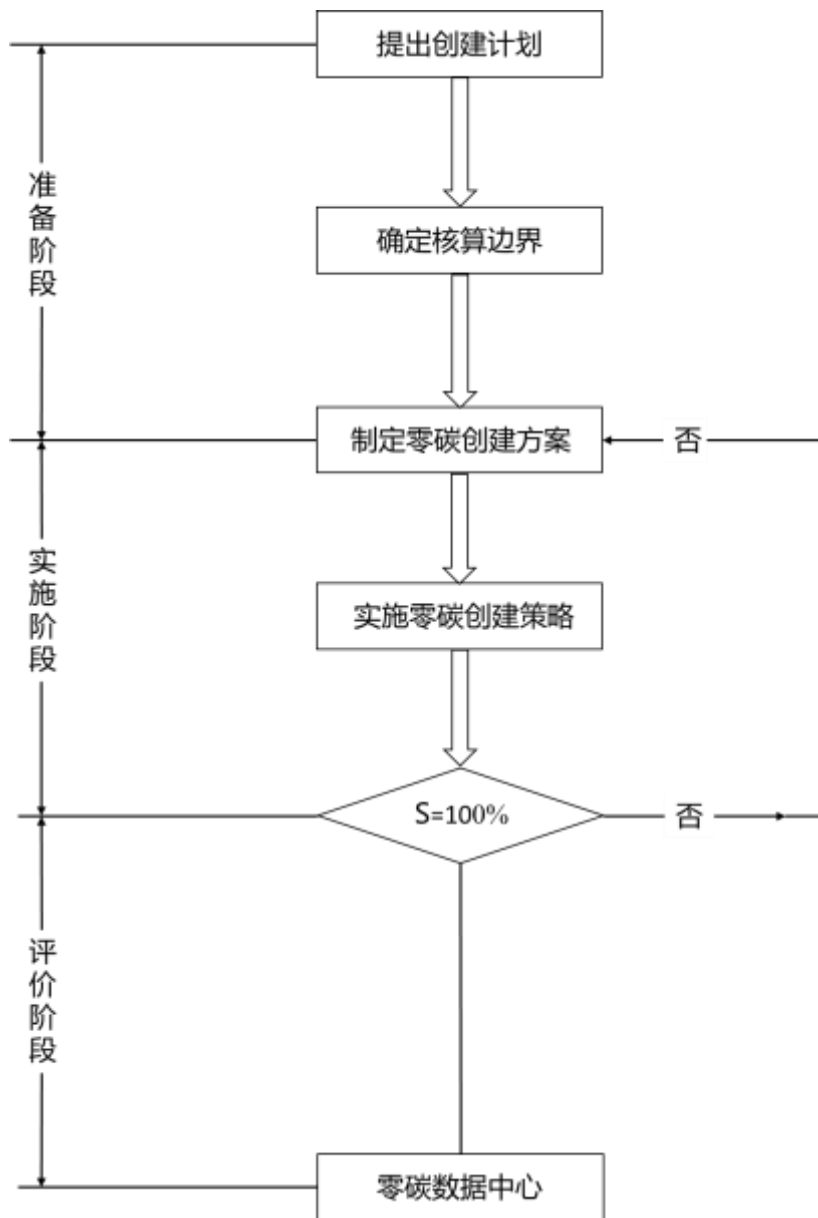 提出创建计划
准备阶段
确定核算边界
制定零碳创建方案
否
实施阶段
实施零碳创建策略
S=100%
否
评价阶段
零碳数据中心